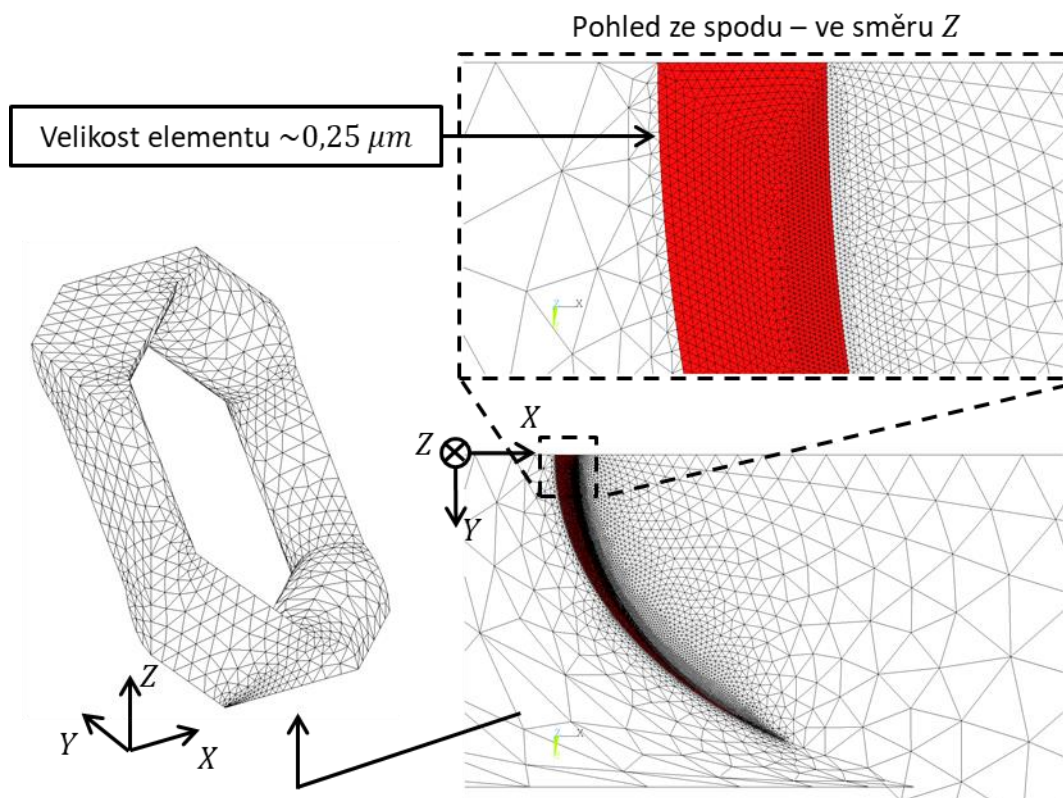 Pohled ze spodu – ve směru Z
Velikost elementu ~0,25 μm
Z
X
Y
Z
Y
X
Z
X
Z
X